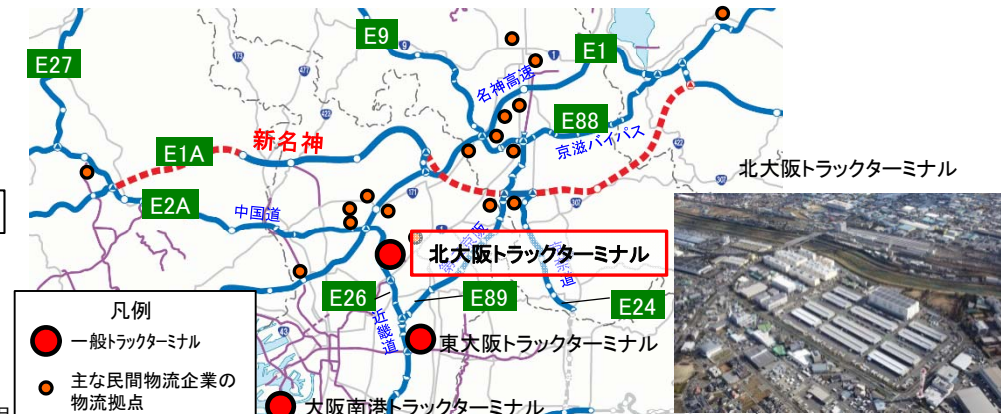 E27
E9
E1
名神高速
E88
京滋バイパス
新名神
E1A
E2A
中国道
北大阪トラックターミナル
北大阪トラックターミナル
E26
E89
E24
近畿道
東大阪トラックターミナル
大阪南港トラックターミナル
凡例
一般トラックターミナル
主な民間物流企業の
物流拠点
9
1
171
307
43